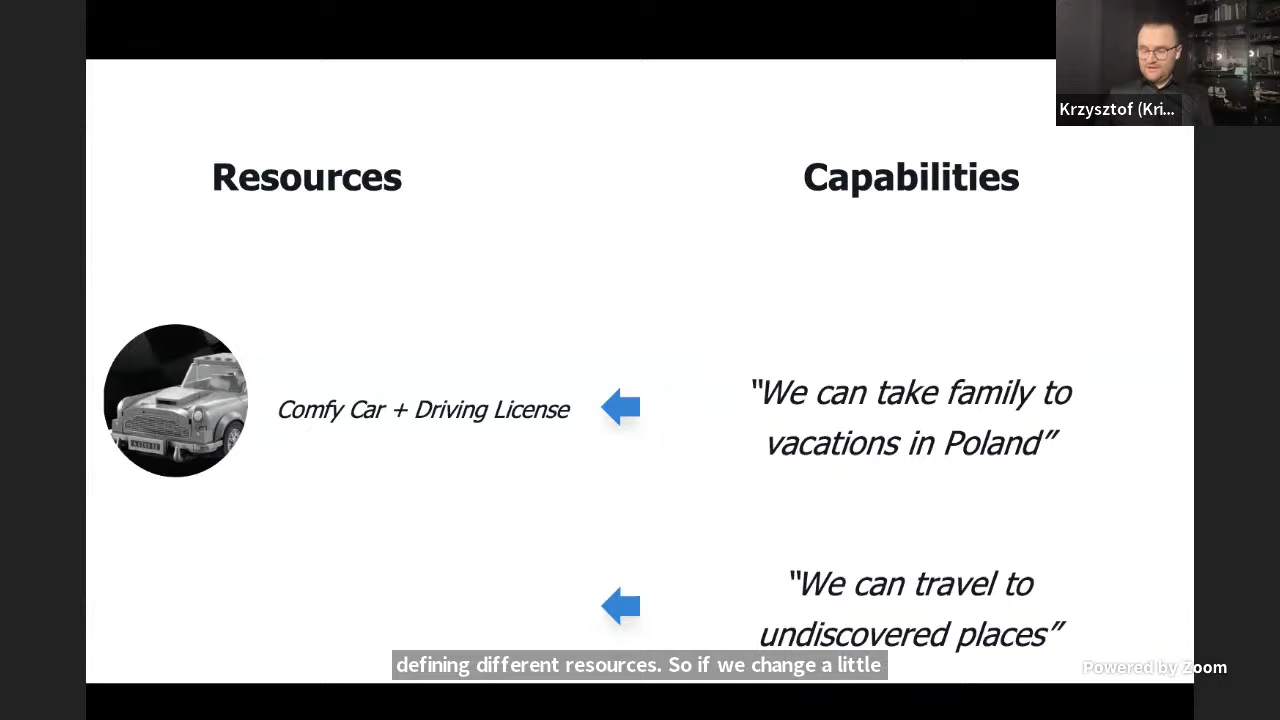 Krzysztof (Kri...
Resources
Capabilities
Comfy Car + Driving License
“We can take family to
vacations in Poland”
“We can travel to
undiscovered places”
defining different resources. So if we change a little
Powered by Zoom